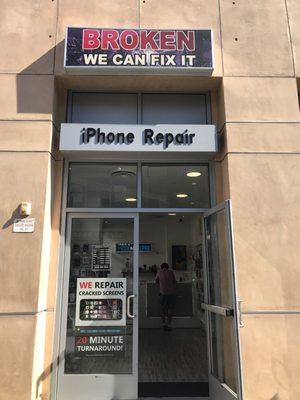 BROKEN
WE CAN FIX IT
iPhone Repair
WE REPAIR
CRACKED SCREENS
20 MINUTE
TURNAROUND!